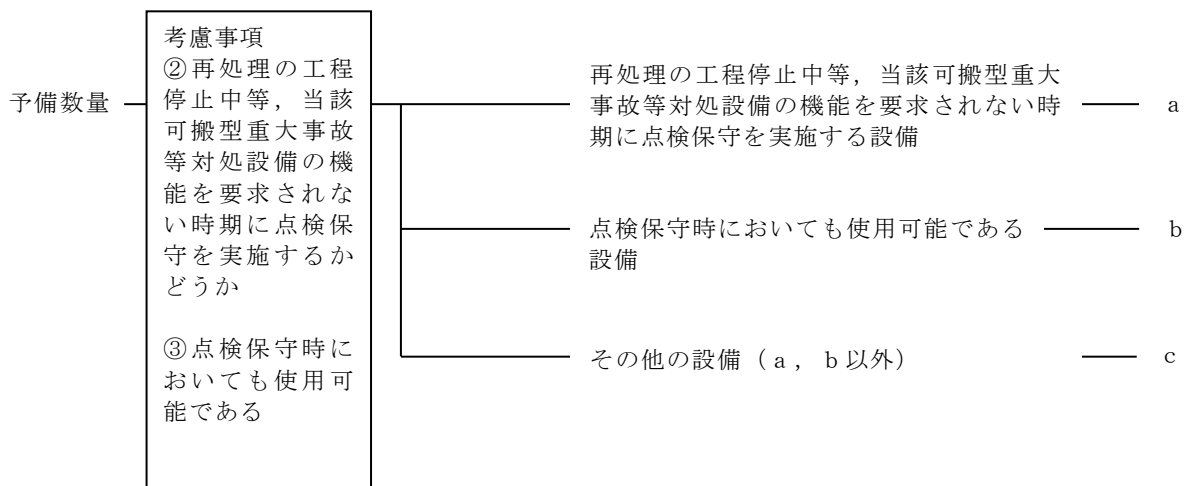 予備数量
考慮事項
②再処理の工程
停止中等，当該
可搬型重大事故
等対処設備の機
能を要求されな
い時期に点検保
守を実施するか
どうか
③点検保守時に
おいても使用可
能である
再処理の工程停止中等，当該可搬型重大
事故等対処設備の機能を要求されない時
期に点検保守を実施する設備
a
点検保守時においても使用可能である
設備
b
その他の設備（a，b以外）
c